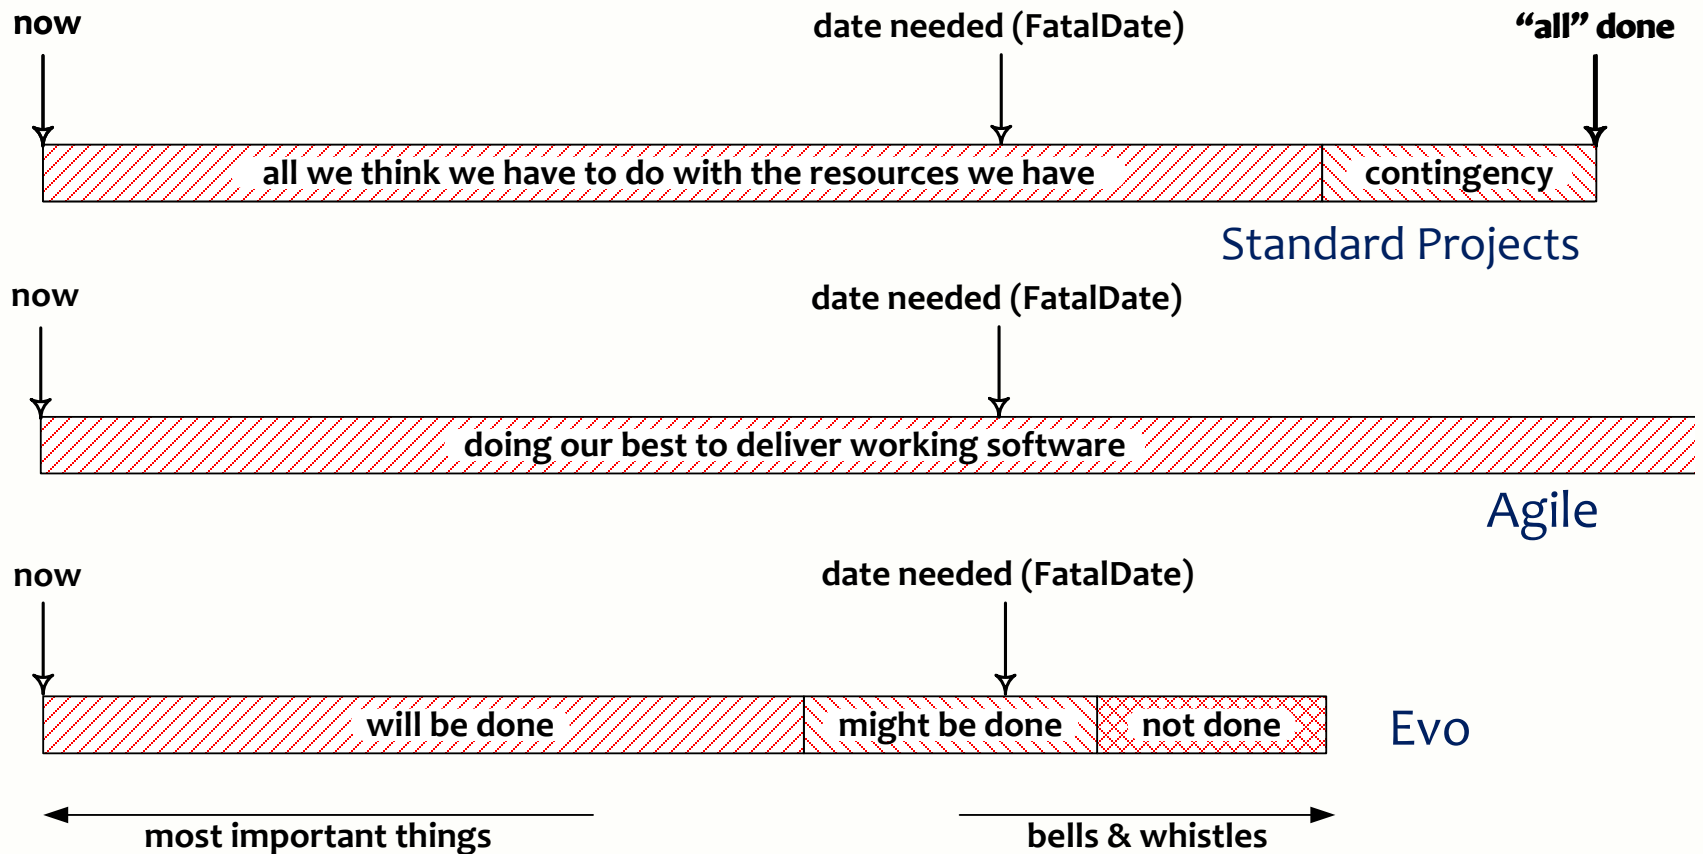 now date needed (FatalDate) “all” done
all we think we have to do with the resources we have contingency
Standard Projects
now date needed (FatalDate)
doing our best to deliver working software
Agile
now date needed (FatalDate)
will be done might be done not done Evo
most important things bells & whistles